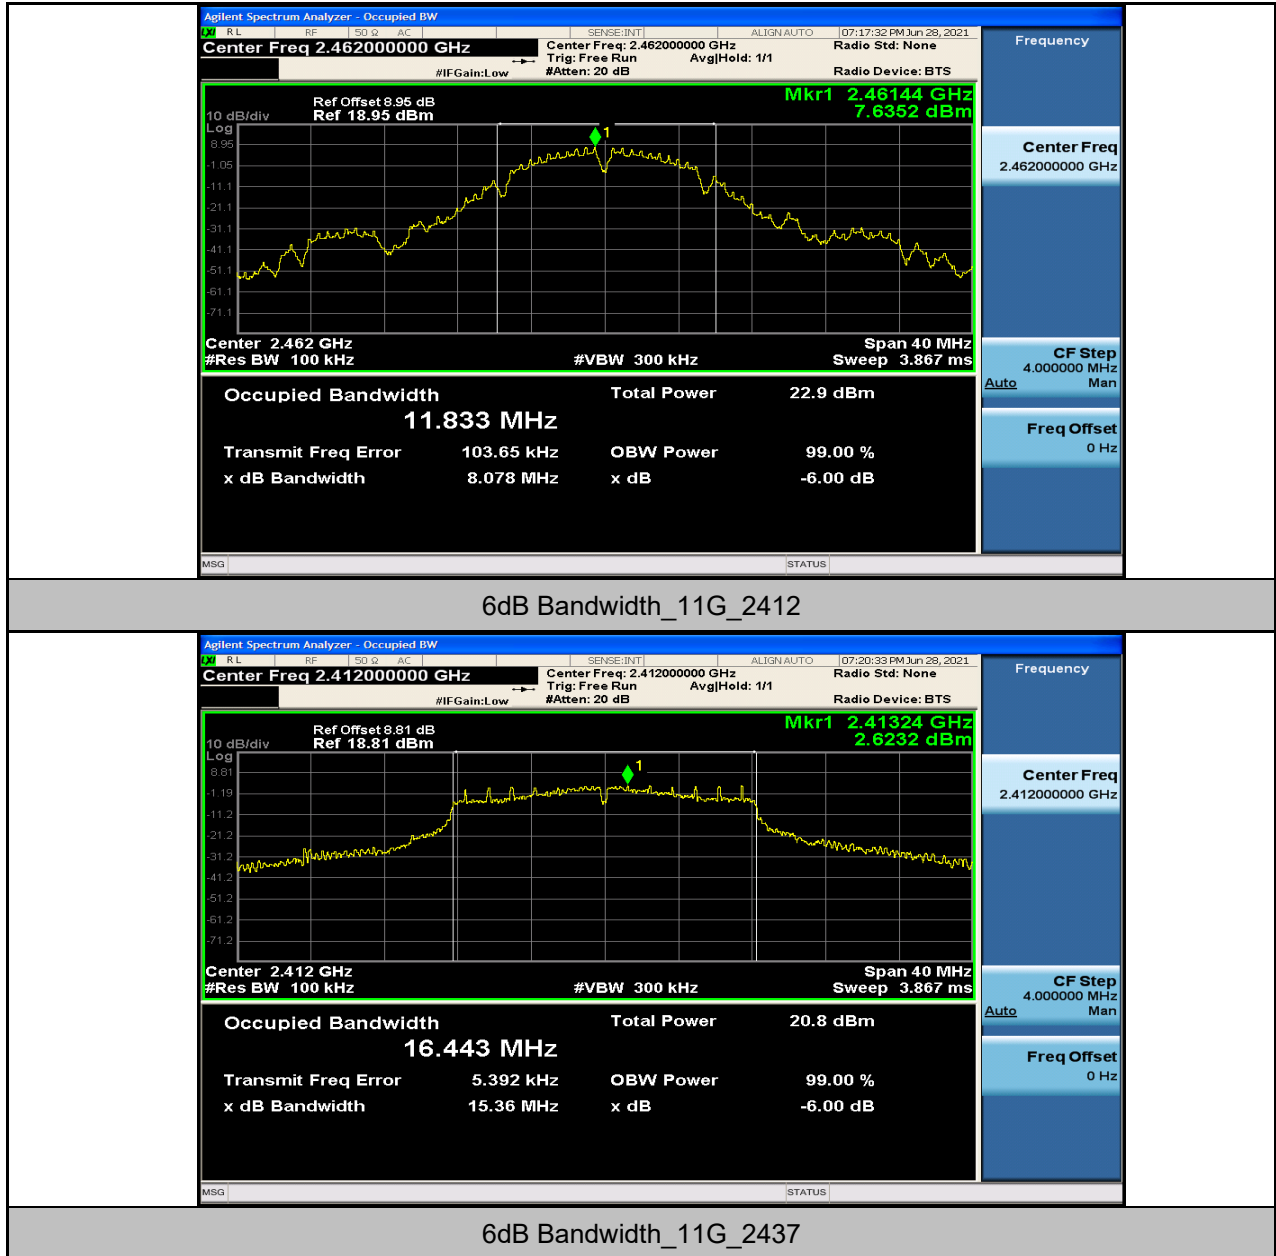 Agilent Spectrum Analyzer - Occupied BW
LXI RL RF 50 Ω AC SENSE:INT ALIGN AUTO 07:17:32 PM Jun 28, 2021
Center Freq 2.462000000 GHz Center Freq: 2.462000000 GHz Radio Std: None Frequency
Trig: Free Run Avg|Hold: 1/1
#IFGain:Low #Atten: 20 dB Radio Device: BTS
Mkr1 2.46144 GHz
Ref Offset 8.95 dB
10 dB/div Ref 18.95 dBm 7.6352 dBm
Log
1
8.95
-1.05
-11.1
-21.1
-31.1
-41.1
-51.1
-61.1
-71.1
Center Freq
2.462000000 GHz
Center 2.462 GHz Span 40 MHz
#Res BW 100 kHz #VBW 300 kHz Sweep 3.867 ms
CF Step
4.000000 MHz
Auto Man
Freq Offset
0 Hz
Occupied Bandwidth Total Power 22.9 dBm
11.833 MHz
Transmit Freq Error 103.65 kHz OBW Power 99.00 %
x dB Bandwidth 8.078 MHz x dB -6.00 dB
MSG STATUS
6dB Bandwidth_11G_2412
Agilent Spectrum Analyzer - Occupied BW
LXI RL RF 50 Ω AC SENSE:INT ALIGN AUTO 07:20:33 PM Jun 28, 2021
Center Freq 2.412000000 GHz Center Freq: 2.412000000 GHz Radio Std: None Frequency
Trig: Free Run Avg|Hold: 1/1
#IFGain:Low #Atten: 20 dB Radio Device: BTS
Mkr1 2.41324 GHz
Ref Offset 8.81 dB
10 dB/div Ref 18.81 dBm 2.6232 dBm
Log
1
8.81
-1.19
-11.2
-21.2
-31.2
-41.2
-51.2
-61.2
-71.2
Center Freq
2.412000000 GHz
Center 2.412 GHz Span 40 MHz
#Res BW 100 kHz #VBW 300 kHz Sweep 3.867 ms
CF Step
4.000000 MHz
Auto Man
Freq Offset
0 Hz
Occupied Bandwidth Total Power 20.8 dBm
16.443 MHz
Transmit Freq Error 5.392 kHz OBW Power 99.00 %
x dB Bandwidth 15.36 MHz x dB -6.00 dB
MSG STATUS
6dB Bandwidth_11G_2437